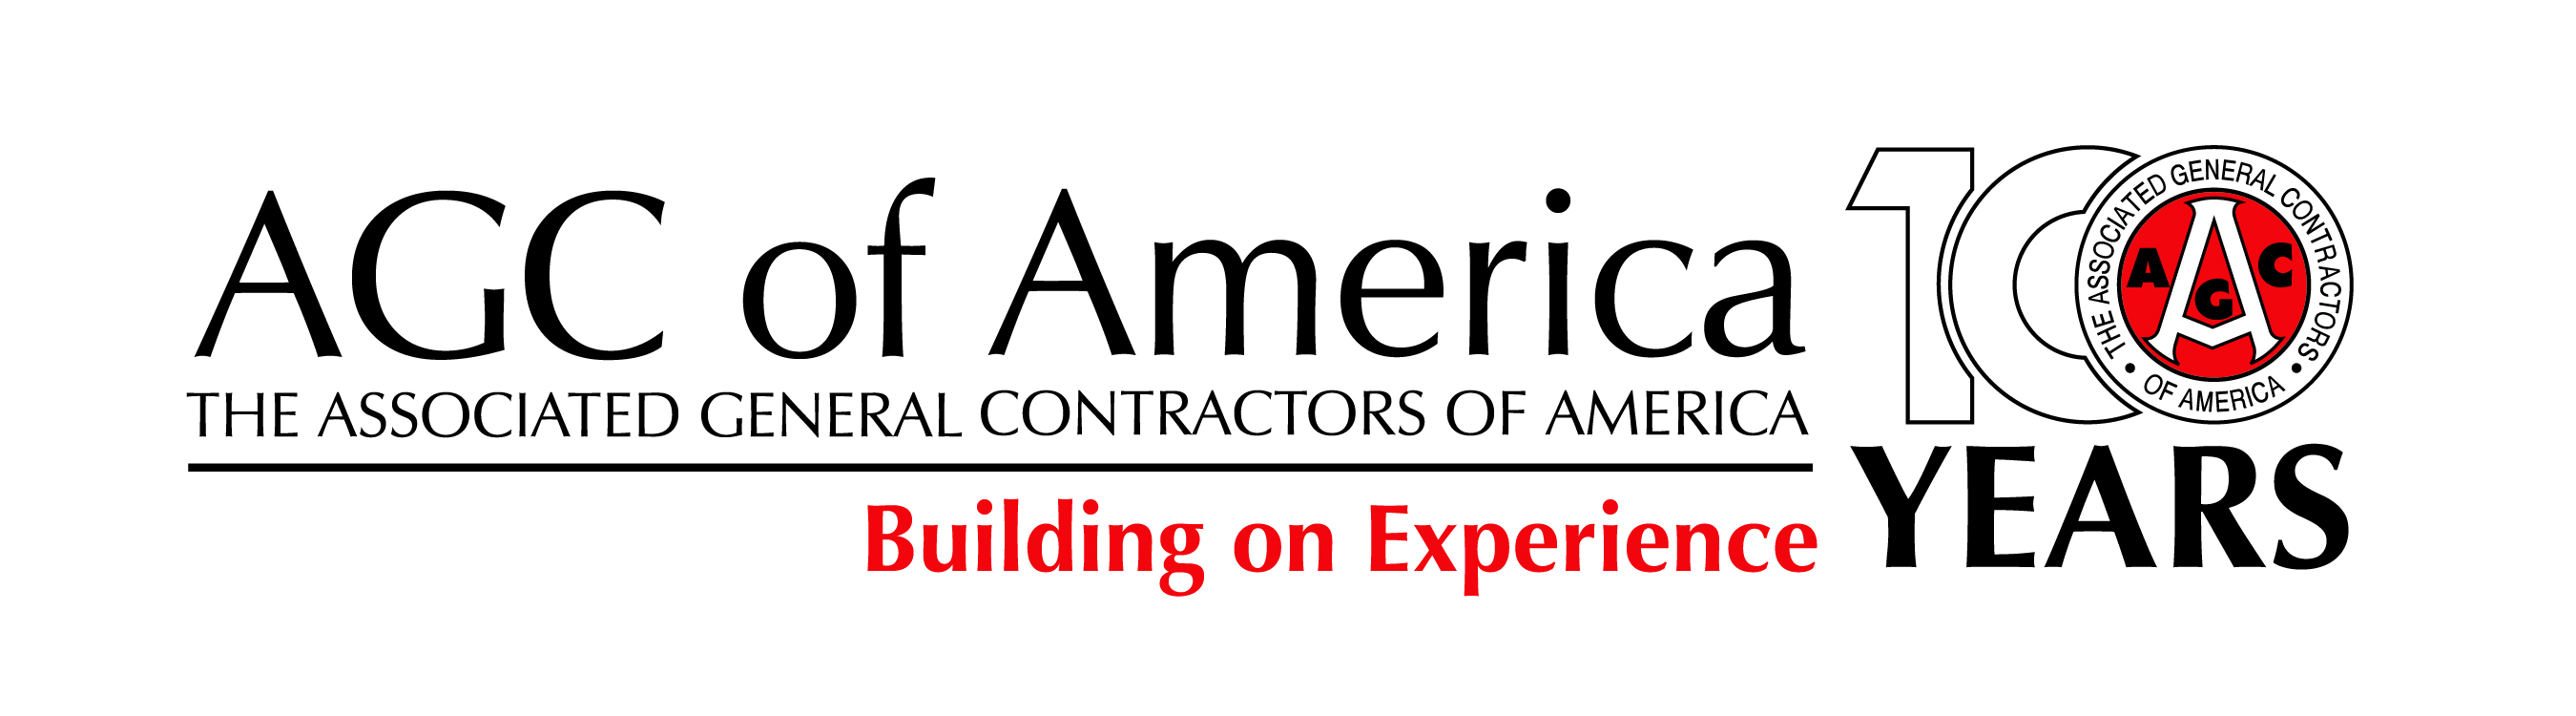 AGC of America
THE ASSOCIATED GENERAL CONTRACTORS OF AMERICA
Building on Experience
100
YEARS
THE ASSOCIATED GENERAL CONTRACTORS
• OF AMERICA •
A G C